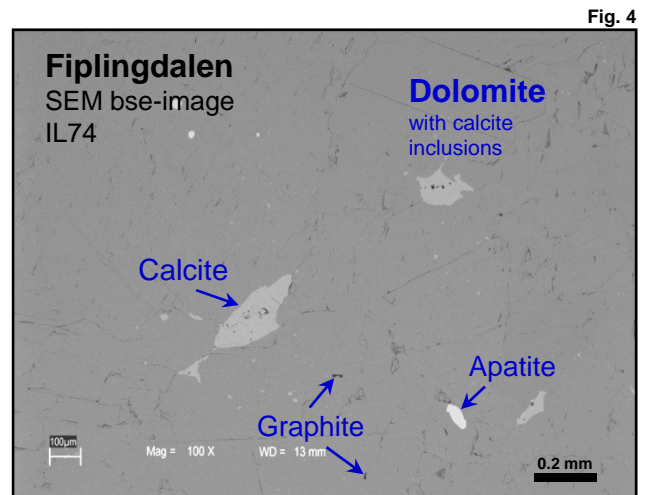 Fig. 4
Fiplingdalen
SEM bse-image
IL74
Dolomite
with calcite
inclusions
Calcite
Apatite
Graphite
100µm
Mag = 100 X WD = 13 mm
0.2 mm